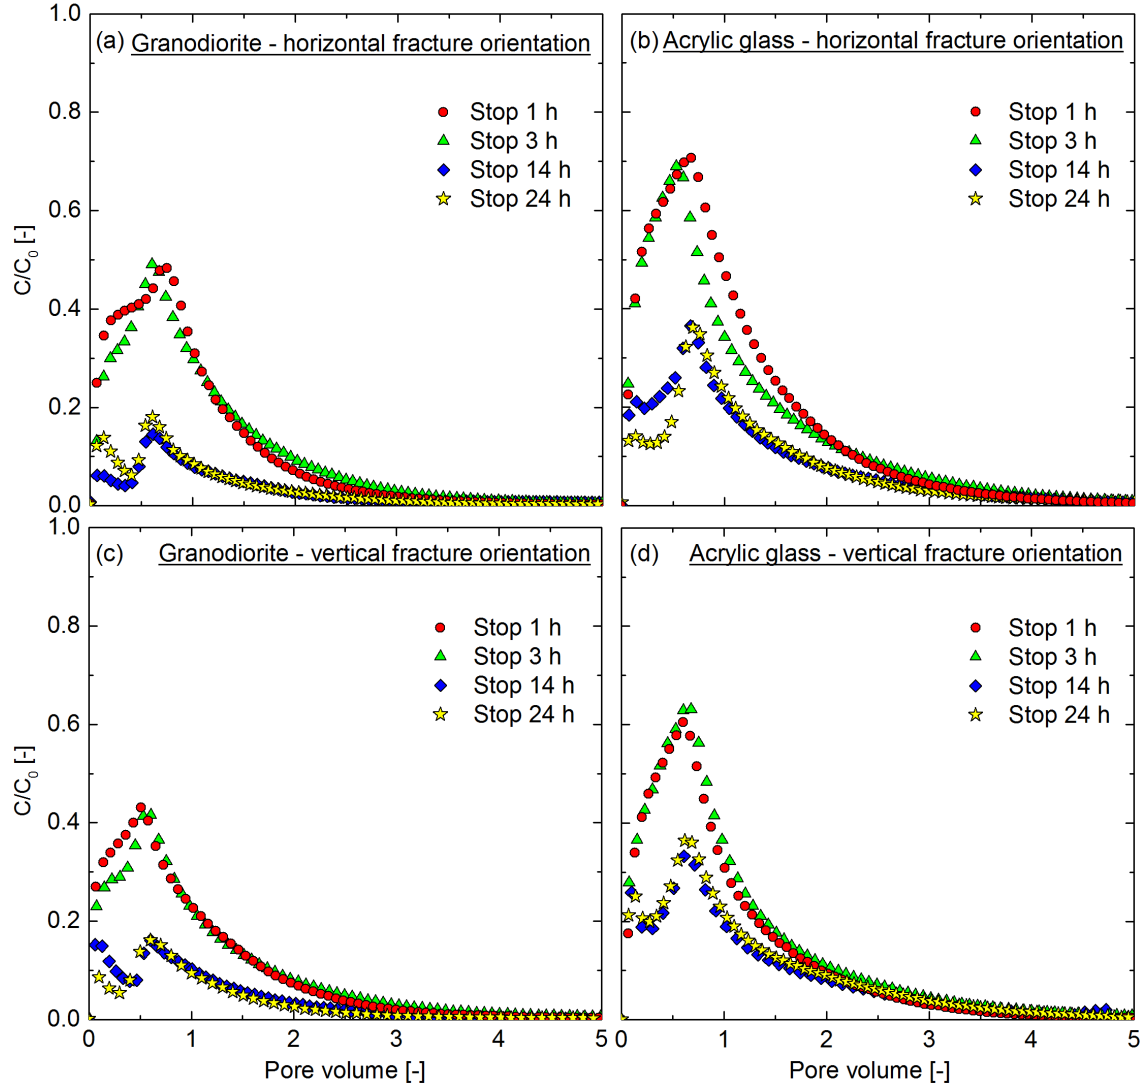 (a) Granodiorite - horizontal fracture orientation
Stop 1 h
Stop 3 h
Stop 14 h
Stop 24 h
1.0
0.8
0.6
0.4
0.2
0.0
C/C0 [-]
(b) Acrylic glass - horizontal fracture orientation
Stop 1 h
Stop 3 h
Stop 14 h
Stop 24 h
(c) Granodiorite - vertical fracture orientation
Stop 1 h
Stop 3 h
Stop 14 h
Stop 24 h
1.0
0.8
0.6
0.4
0.2
0.0
C/C0 [-]
0 1 2 3 4 5
Pore volume [-]
(d) Acrylic glass - vertical fracture orientation
Stop 1 h
Stop 3 h
Stop 14 h
Stop 24 h
0 1 2 3 4 5
Pore volume [-]